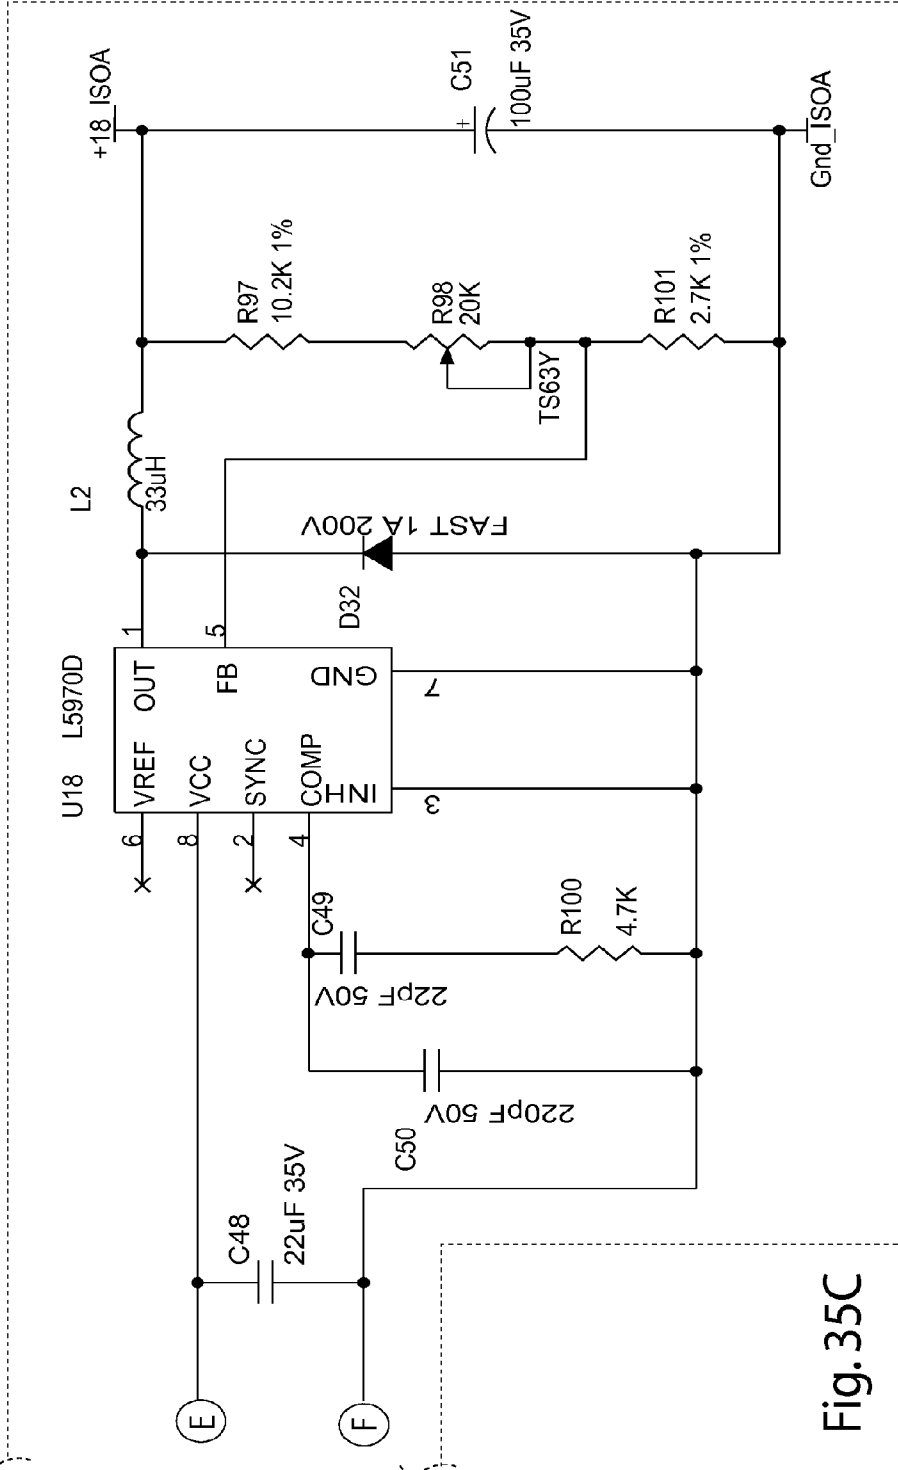 +18_ISOA
C51
100uF 35V
+
Gnd_ISOA
R97
10.2K 1%
R98
20K
TS63Y
R101
2.7K 1%
L2
33uH
FAST 1A 200V
D32
U18 L5970D
1
5
OUT
FB
GND
7
VREF
VCC
SYNC
COMP
INH
3
6
8
2
4
C49
22pF 50V
R100
4.7K
C50
220pF 50V
C48
22uF 35V
E
F
Fig. 35C